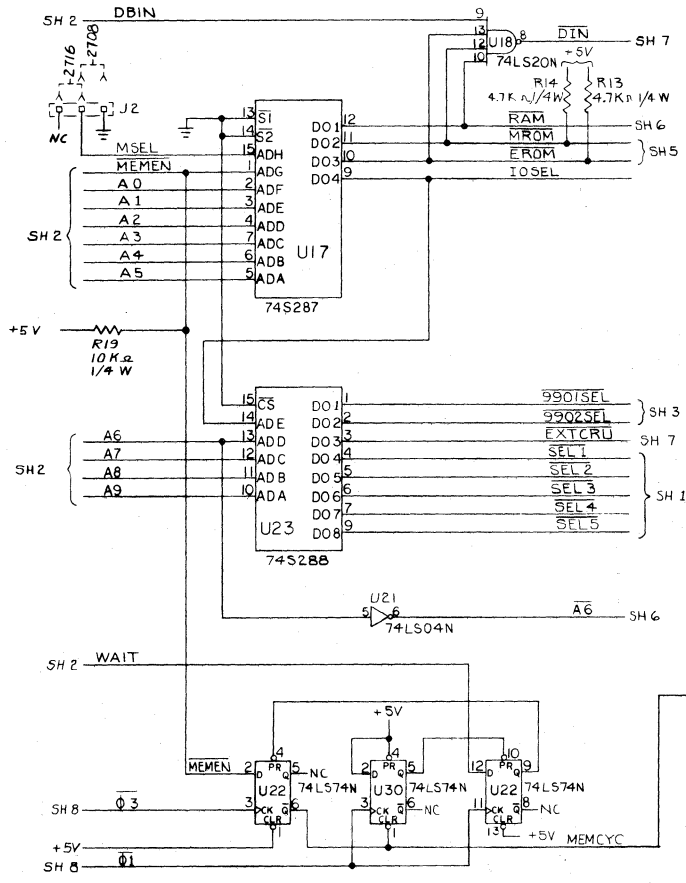 SH 2 DBIN 9
13
12 U18 8 DIN SH 7
10 74LS20N +5V
2716
2708
J2
NC
R14 4.7K Ω 1/4W
R13 4.7K Ω 1/4 W
13 S1 DO1 12 RAM SH 6
14 S2 DO2 11 MROM
MSEL 15 ADH DO3 10 EROM SH5
MEMEN 1 ADG DO4 9 IOSEL
A0 2 ADF
A1 3 ADE
A2 4 ADD
SH 2 A3 7 ADC U17
A4 6 ADB
A5 5 ADA
74S287
+5V
R19
10K Ω
1/4 W
15 CS DO1 1 9901SEL
14 ADE DO2 2 9902SEL SH 3
A6 13 ADD DO3 3 EXTCRU SH 7
A7 12 ADC DO4 4 SEL1
SH2 A8 11 ADB DO5 5 SEL2
A9 10 ADA DO6 6 SEL3 SH 1
U23 DO7 7 SEL4
DO8 9 SEL5
74S288
U21
5 6 A6 SH 6
74LS04N
SH 2 WAIT
+5V
4 4 10
MEMEN 2 D PR Q 5 NC 2 D PR Q 5 12 D PR Q 9
U22 74LS74N U30 74LS74N U22 74LS74N
SH 8 Φ3 3 CK Q 6 3 CK Q 6 NC 11 CK Q 8 NC
CLR CLR CLR
1 1 13 +5V MEMCYC
+5V
SH 8 Φ1